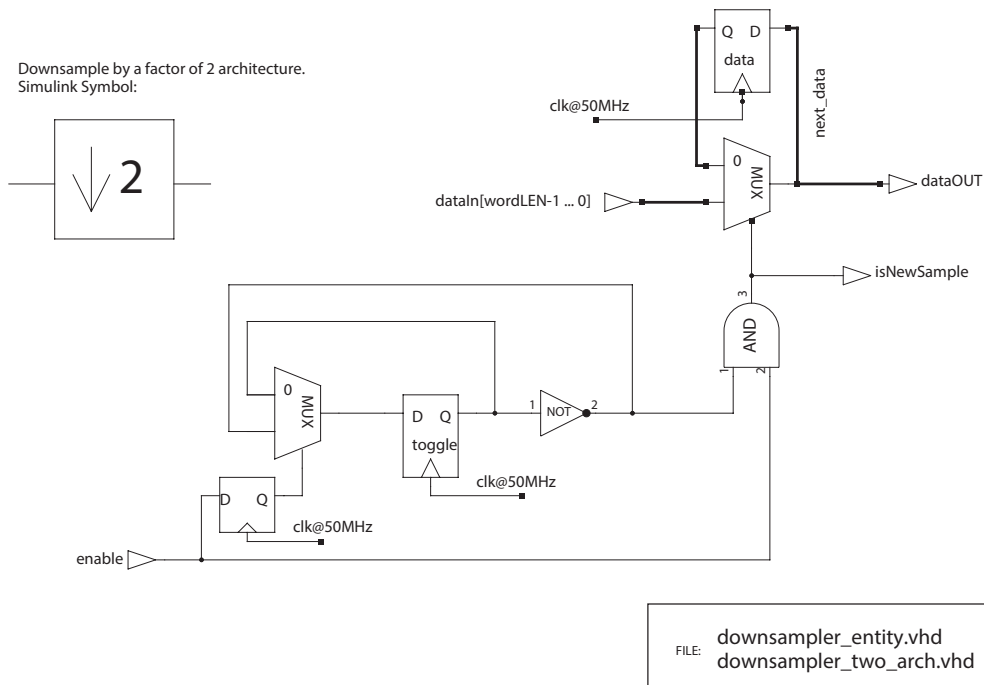 Downsample by a factor of 2 architecture.
Simulink Symbol:
2
Q D
data
clk@50MHz
next_data
0
MUX
dataIn[wordLEN-1 ... 0]
dataOUT
isNewSample
3
AND
1
2
0
MUX
D Q
toggle
1
NOT
2
clk@50MHz
D Q
clk@50MHz
enable
FILE:
downsampler_entity.vhd
downsampler_two_arch.vhd